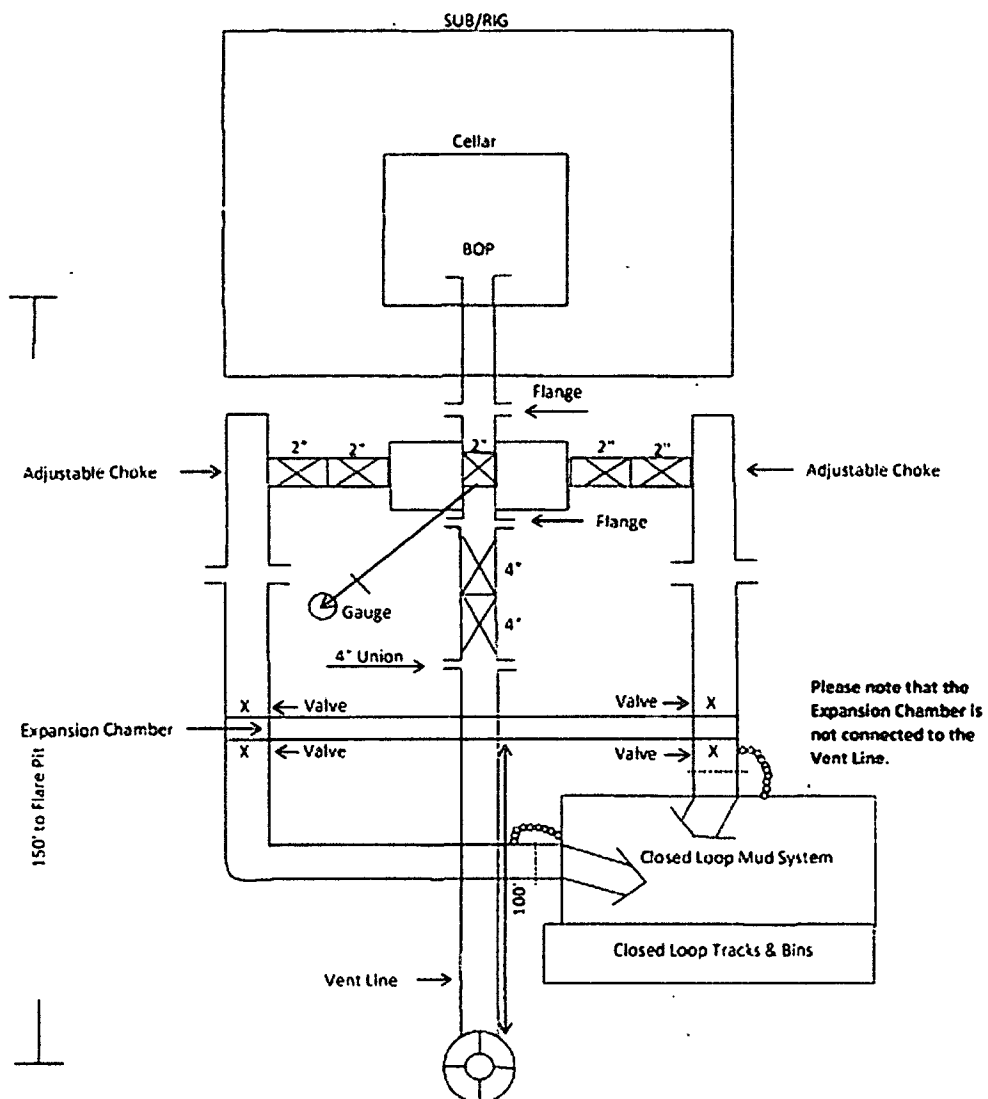 SUB/RIG
Cellar
BOP
Flange
2" 2" 2" 2" 2"
Adjustable Choke
Adjustable Choke
Flange
4"
Gauge
4"
4" Union
X Valve
Valve X
Expansion Chamber
X Valve
Valve X
Please note that the
Expansion Chamber is
not connected to the
Vent Line.
150' to Flare Pit
100'
Closed Loop Mud System
Closed Loop Tracks & Bins
Vent Line